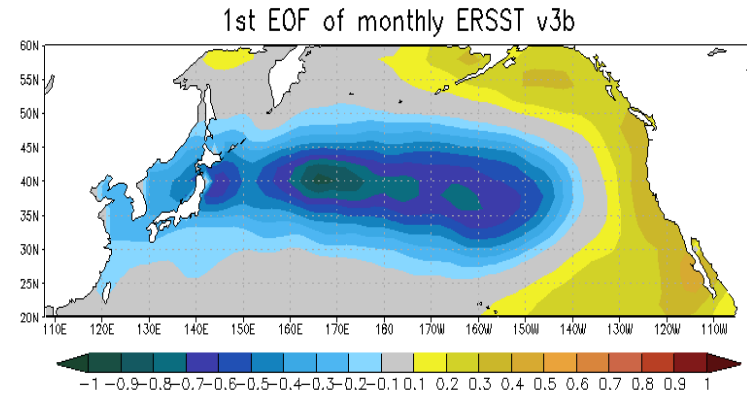 1st EOF of monthly ERSST v3b
60N
55N
50N
45N
40N
35N
30N
25N
20N
110E 120E 130E 140E 150E 160E 170E 180 170W 160W 150W 140W 130W 120W 110W
-1 -0.9 -0.8 -0.7 -0.6 -0.5 -0.4 -0.3 -0.2 -0.1 0.1 0.2 0.3 0.4 0.5 0.6 0.7 0.8 0.9 1